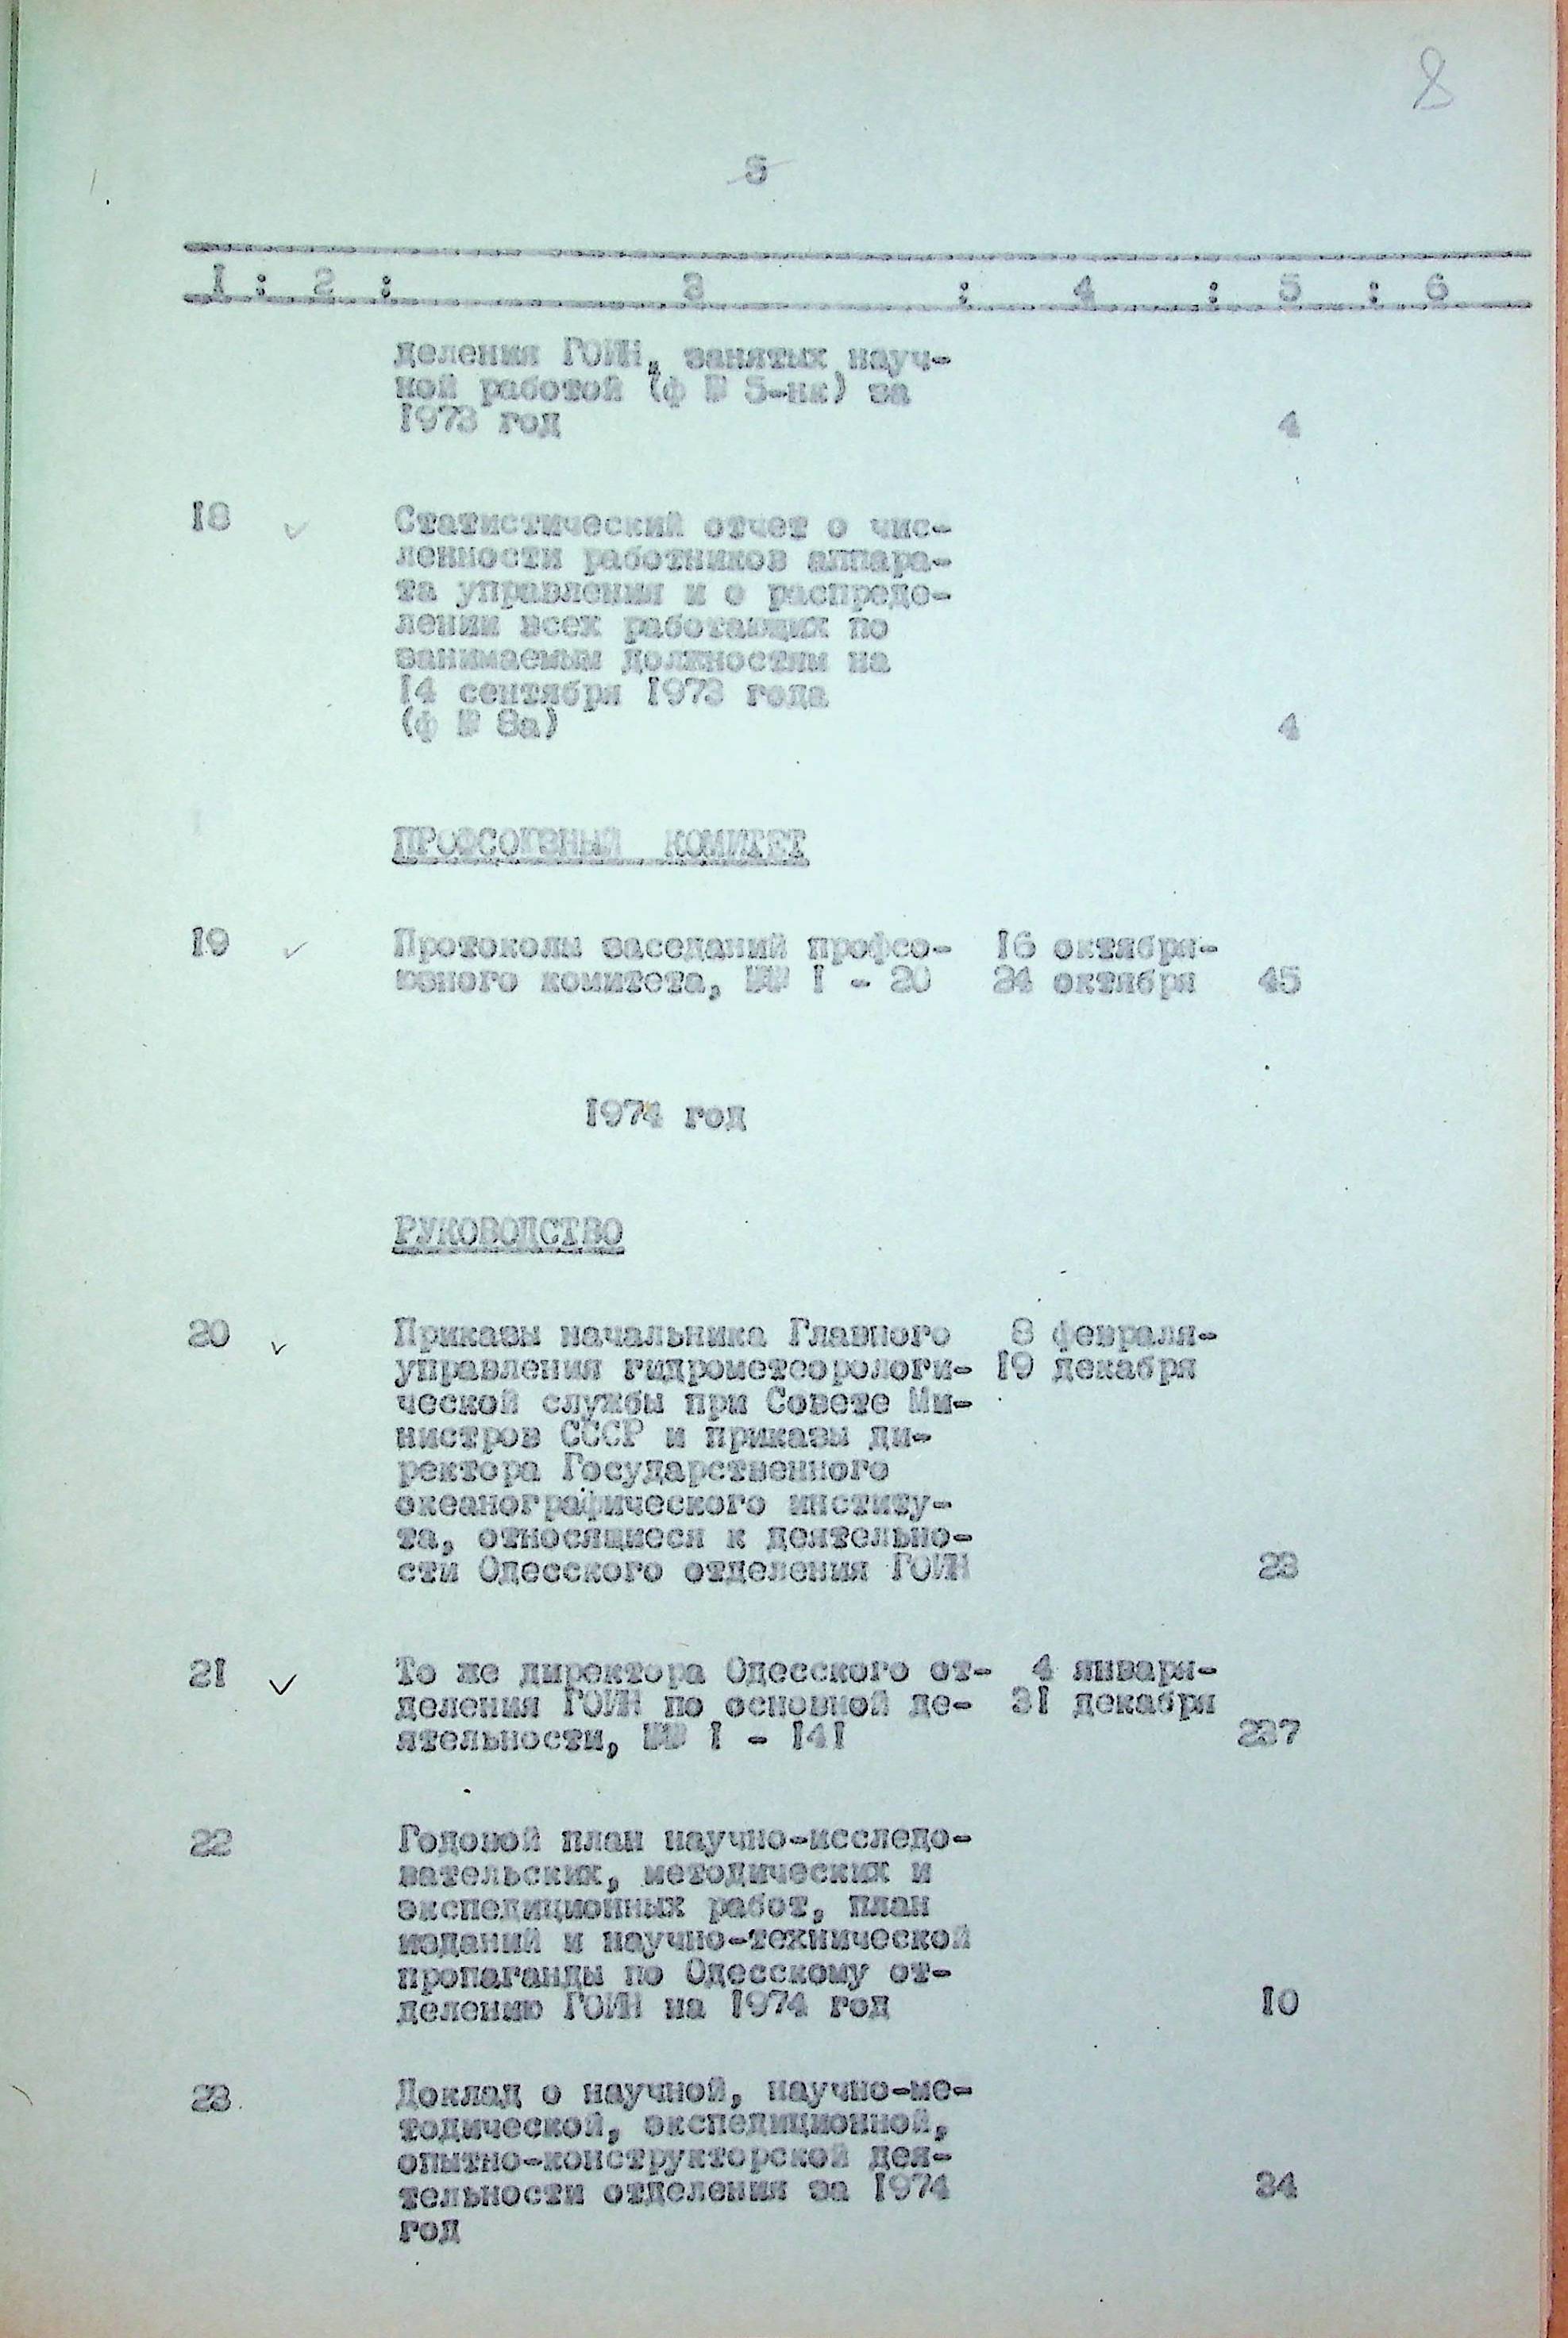 8
5
1 : 2 : 3 : 4 : 5 : 6
деления ГОИН, занятых науч-
ной работой (ф № 5-нк) за
1973 год 4
18 Статистический отчет о чис-
ленности работников аппара-
та управления и о распреде-
лении всех работающих по
занимаемым должностям на
14 сентября 1973 года
(ф № 9а) 4
ПРОФСОЮЗНЫЙ КОМИТЕТ
19 Протоколы заседаний профсо- 16 октября-
юзного комитета, №№ 1 - 20 24 октября 45
1974 год
РУКОВОДСТВО
20 Приказы начальника Главного 8 февраля-
управления гидрометеорологи- 19 декабря
ческой службы при Совете Ми-
нистров СССР и приказы ди-
ректора Государственного
океанографического институ-
та, относящиеся к деятельно-
сти Одесского отделения ГОИН 23
21 То же директора Одесского от- 4 января-
деления ГОИН по основной де- 31 декабря
ятельности, №№ 1 - 141 237
22 Годовой план научно-исследо-
вательских, методических и
экспедиционных работ, план
изданий и научно-технической
пропаганды по Одесскому от-
делению ГОИН на 1974 год 10
23 Доклад о научной, научно-ме-
тодической, экспедиционной,
опытно-конструкторской дея-
тельности отделения за 1974 34
год